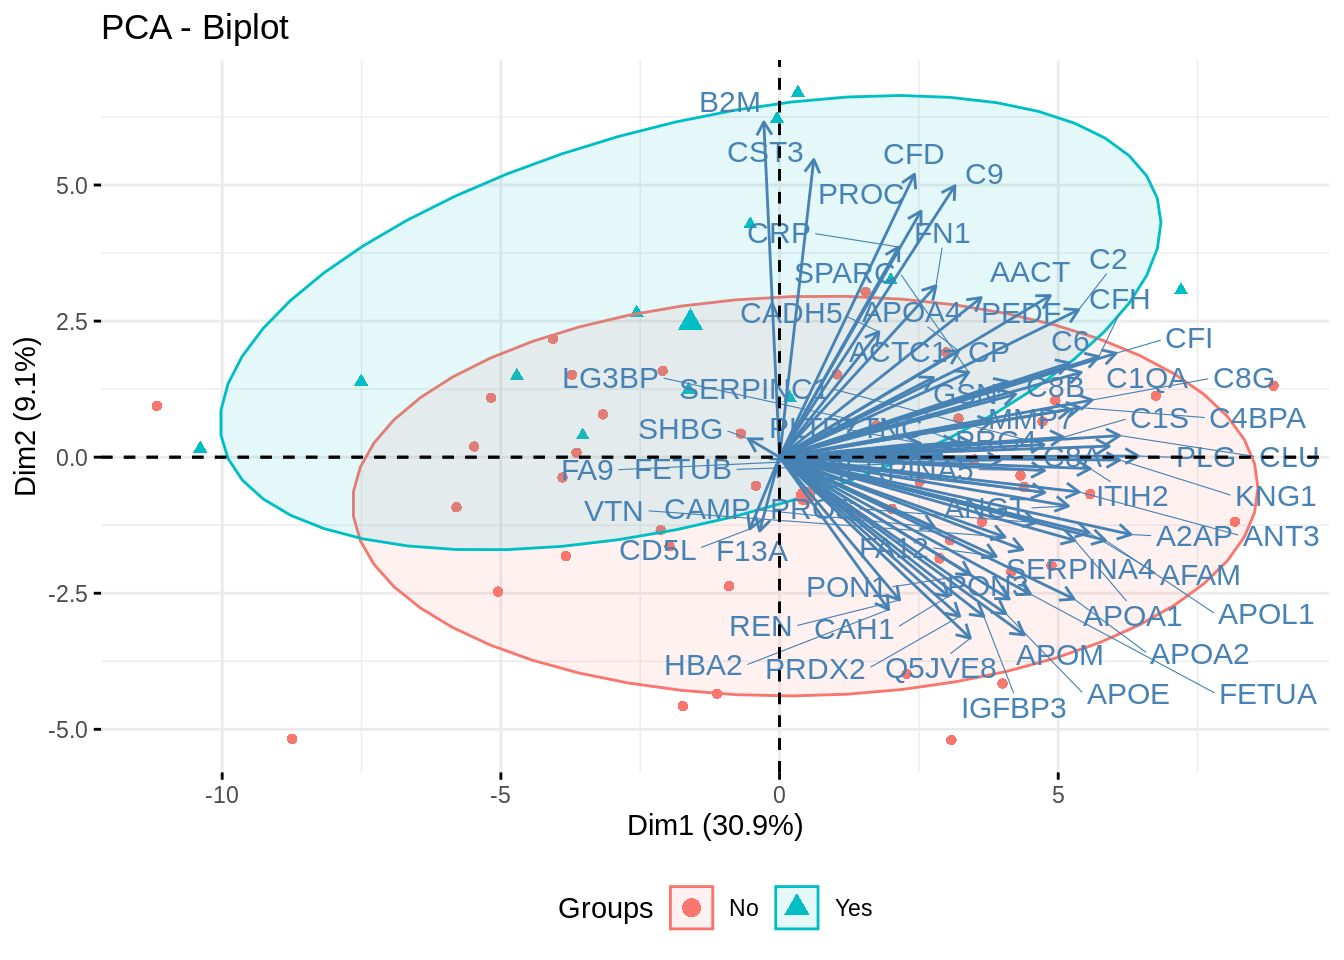 PCA - Biplot
B2M
CST3
CFD
C9
PROC
CRP
FN1
SPARC
AACT
C2
CADH5
APOA4
PEDF
CFH
ACTC1
CP
C6
CFI
LG3BP
SERPINC1
GSN
C8B
C1QA
C8G
SHBG
MMP7
C1S
C4BPA
FA9
FETUB
C8A
PLG
CLU
VTN
CAMP
ANGT
ITIH2
KNG1
CD5L
F13A
FA12
A2AP
ANT3
PON1
PON3
SERPINA4
AFAM
REN
CAH1
APOA1
APOL1
HBA2
PRDX2
Q5JVE8
APOM
APOA2
IGFBP3
APOE
FETUA
5.0
2.5
0.0
-2.5
-5.0
Dim2 (9.1%)
-10
-5
0
5
Dim1 (30.9%)
Groups
No
Yes